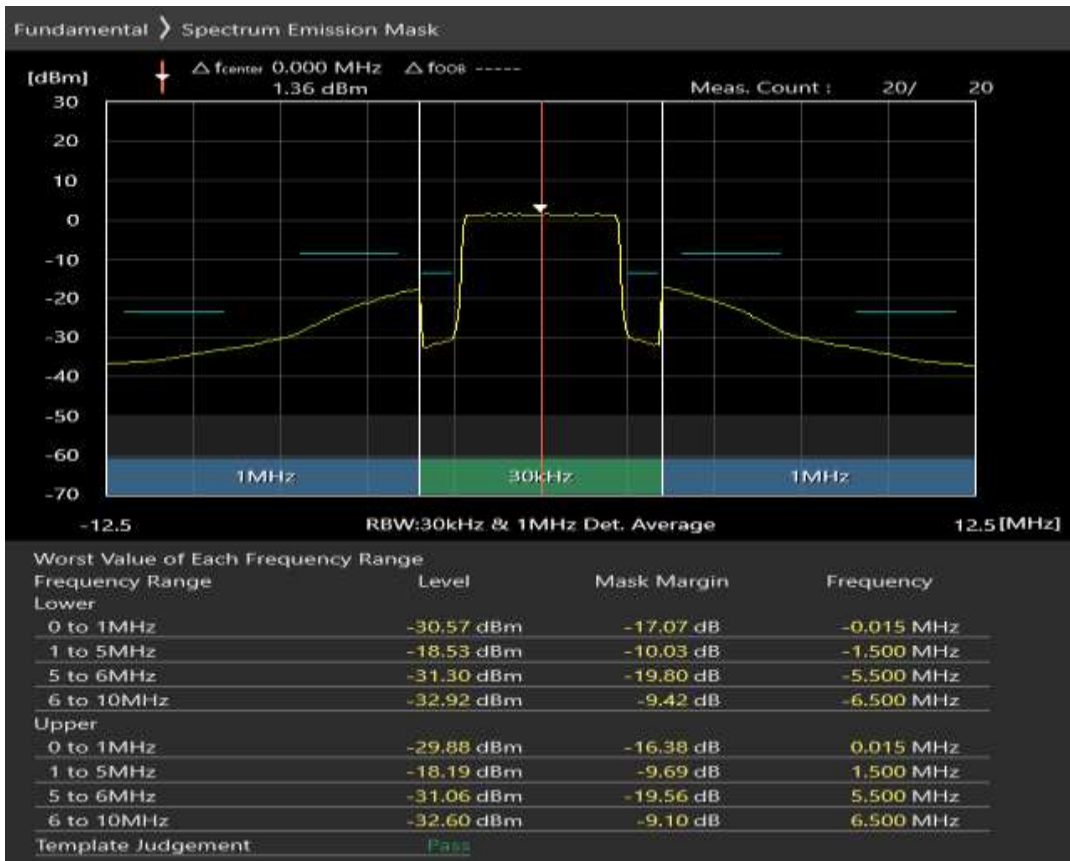 Fundamental 〉 Spectrum Emission Mask
[dBm]
△ fcenter 0.000 MHz △ fOOB -----
1.36 dBm
Meas. Count : 20/ 20
30
20
10
0
-10
-20
-30
-40
-50
-60
-70
1MHz 30kHz 1MHz
-12.5 RBW:30kHz & 1MHz Det. Average 12.5 [MHz]
Worst Value of Each Frequency Range
Frequency Range Level Mask Margin Frequency
Lower
0 to 1MHz -30.57 dBm -17.07 dB -0.015 MHz
1 to 5MHz -18.53 dBm -10.03 dB -1.500 MHz
5 to 6MHz -31.30 dBm -19.80 dB -5.500 MHz
6 to 10MHz -32.92 dBm -9.42 dB -6.500 MHz
Upper
0 to 1MHz -29.88 dBm -16.38 dB 0.015 MHz
1 to 5MHz -18.19 dBm -9.69 dB 1.500 MHz
5 to 6MHz -31.06 dBm -19.56 dB 5.500 MHz
6 to 10MHz -32.60 dBm -9.10 dB 6.500 MHz
Template Judgement Pass